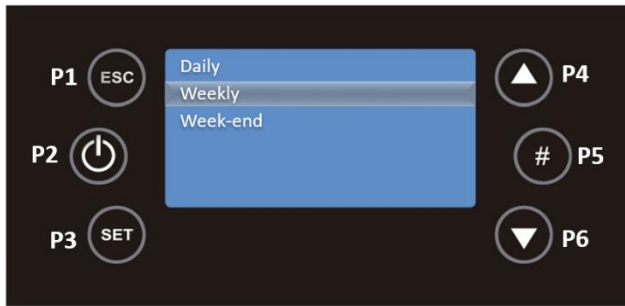 P1 ESC
Daily
Weekly
Week-end
P4
P2
# P5
P3 SET
P6